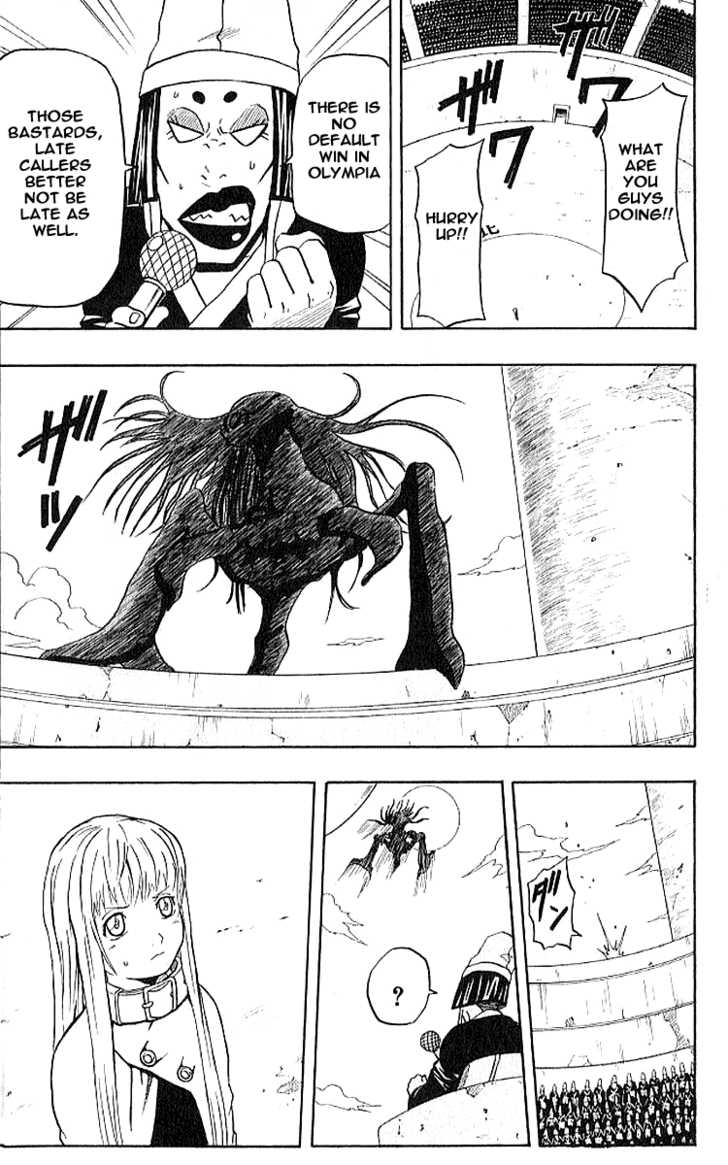 WHAT
ARE
YOU
GUYS
DOING!!
ザワ
ザワ
HURRY
UP!!
THERE IS
NO
DEFAULT
WIN IN
OLYMPIA
THOSE
BASTARDS,
LATE
CALLERS
BETTER
NOT BE
LATE AS
WELL.
ザッ
ダン
?